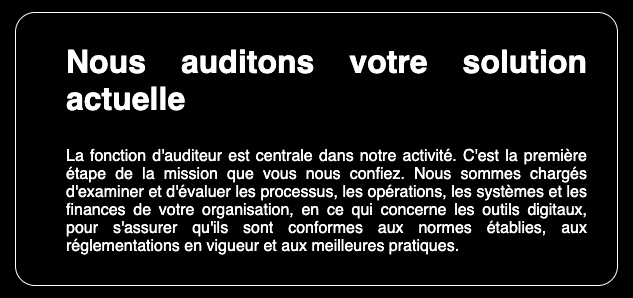 Nous auditons votre solution
actuelle
La fonction d'auditeur est centrale dans notre activité. C'est la première
étape de la mission que vous nous confiez. Nous sommes chargés
d'examiner et d'évaluer les processus, les opérations, les systèmes et les
finances de votre organisation, en ce qui concerne les outils digitaux,
pour s'assurer qu'ils sont conformes aux normes établies, aux
réglementations en vigueur et aux meilleures pratiques.